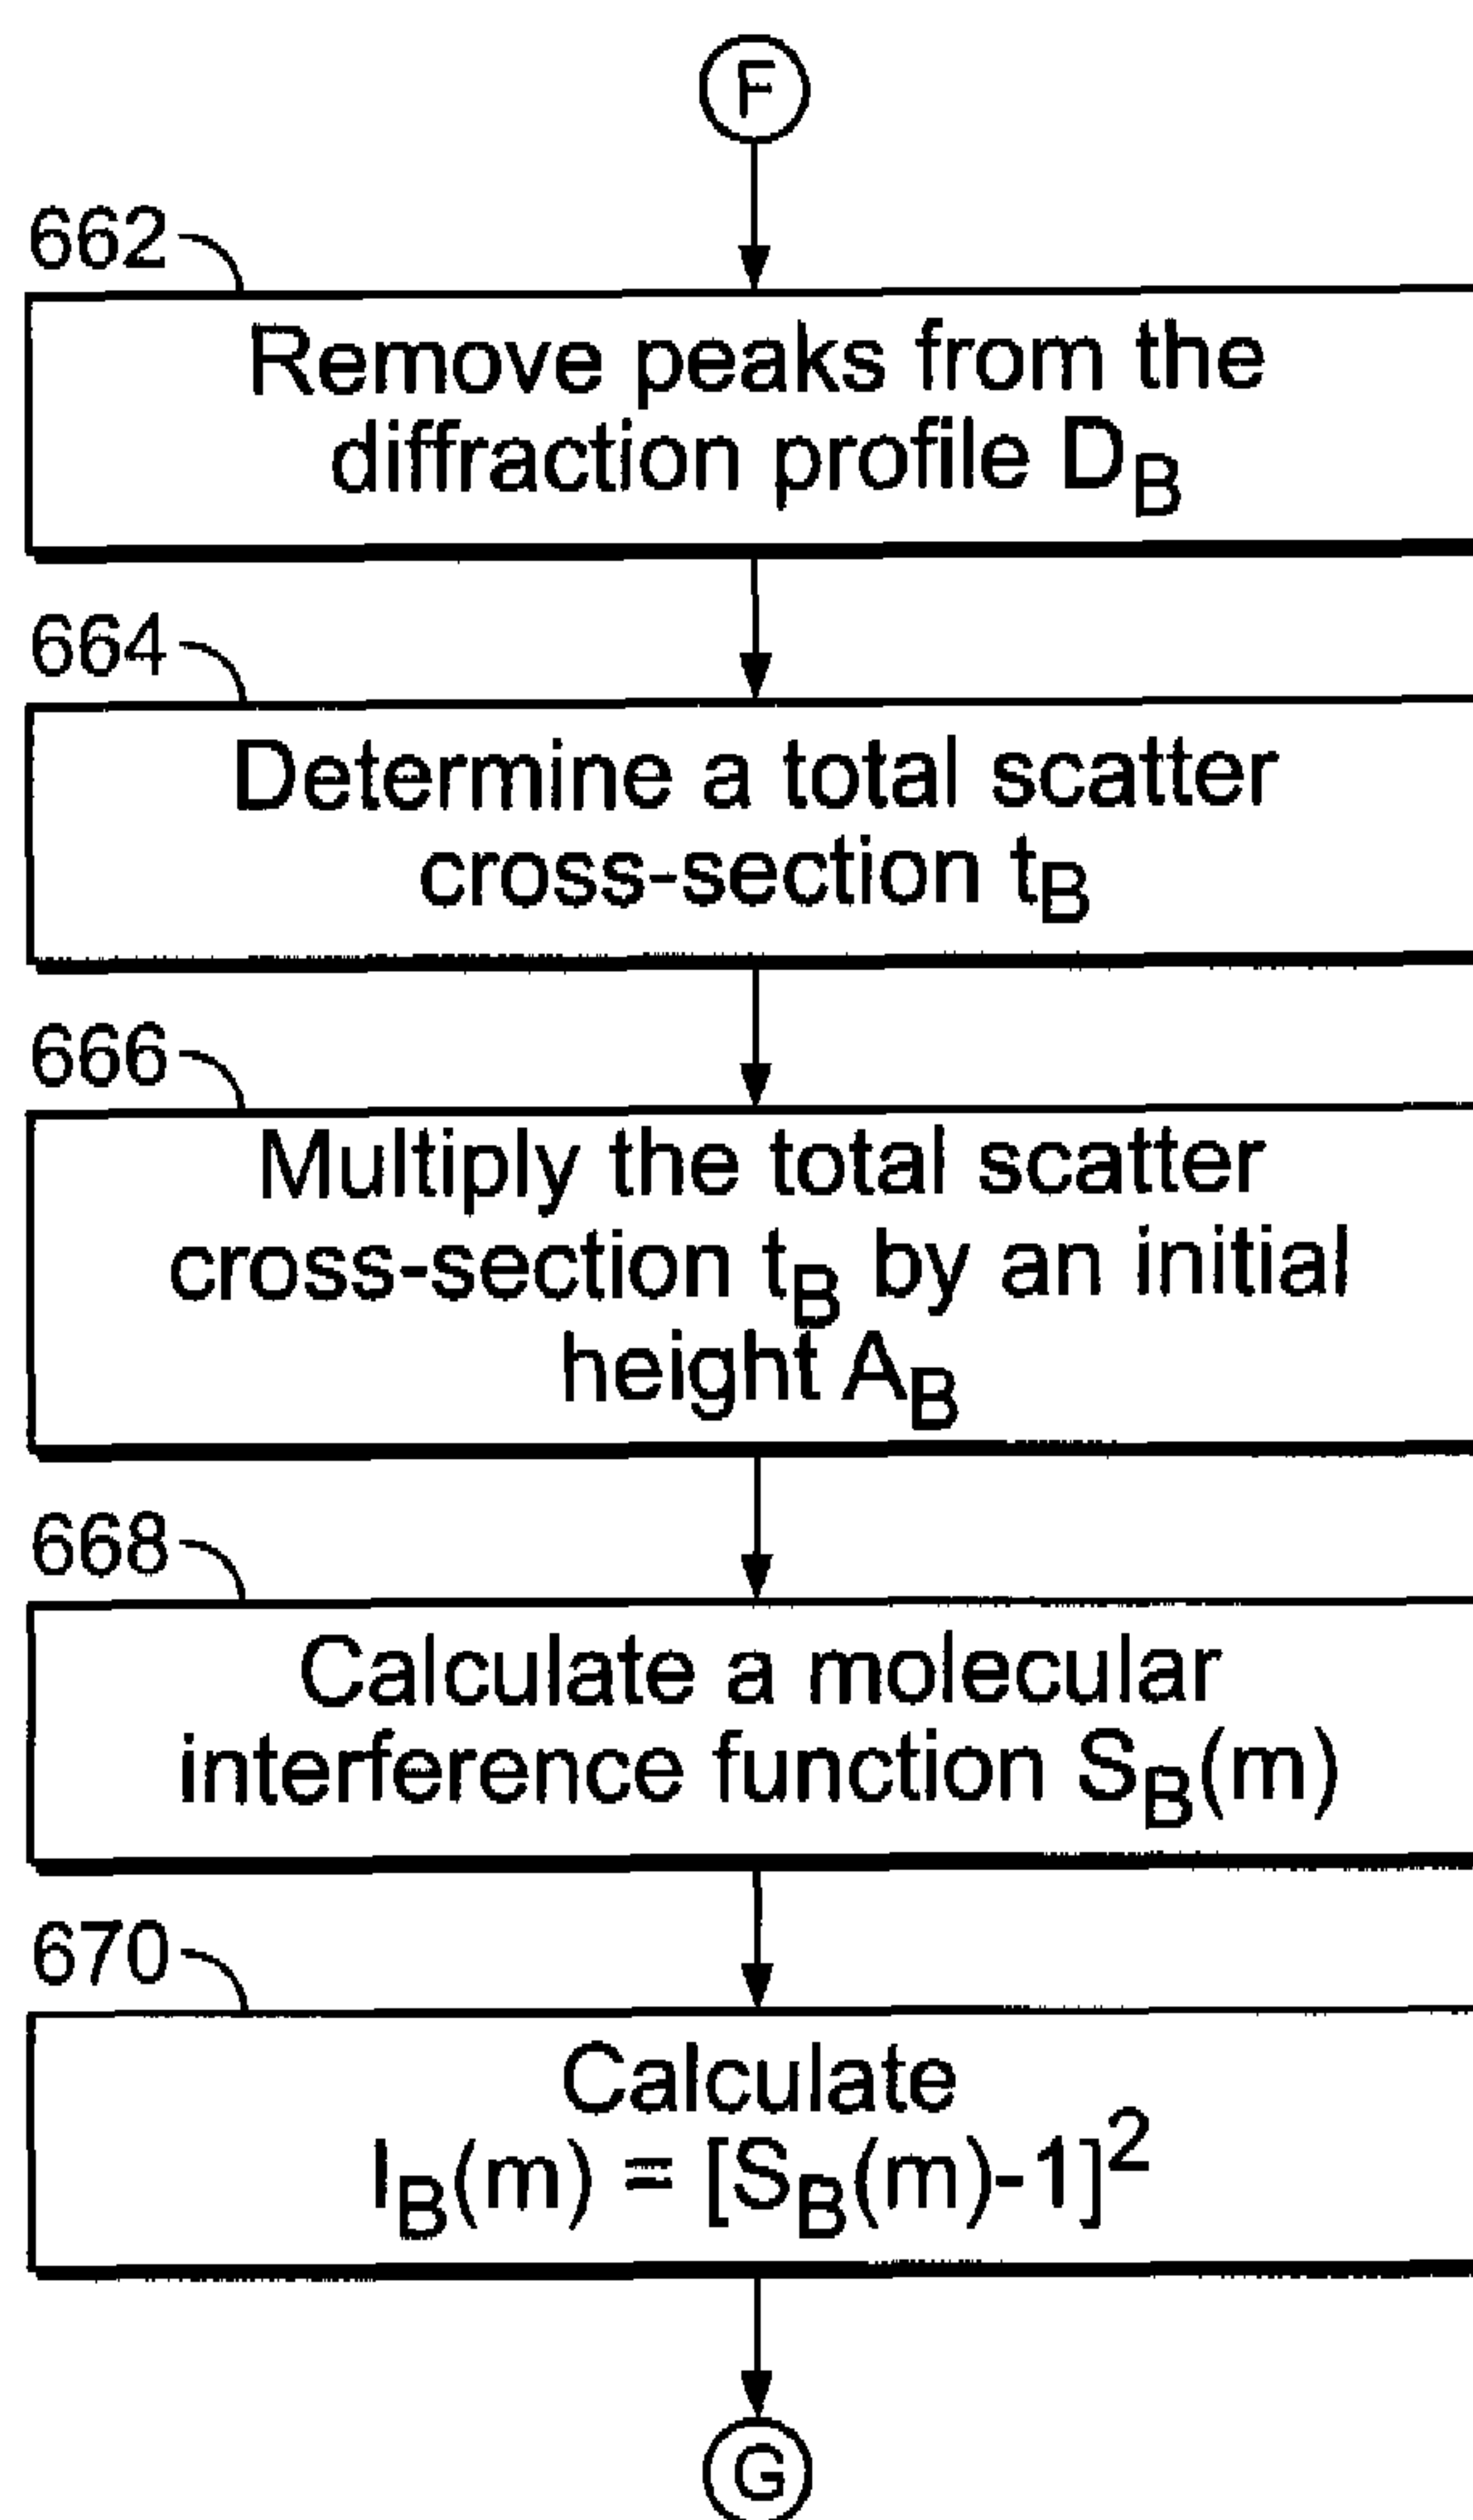 F
662
Remove peaks from the
diffraction profile D_B
664
Determine a total scatter
cross-section t_B
666
Multiply the total scatter
cross-section t_B by an initial
height A_B
668
Calculate a molecular
interference function S_B(m)
670
Calculate
I_B(m) = [S_B(m)-1]^2
G